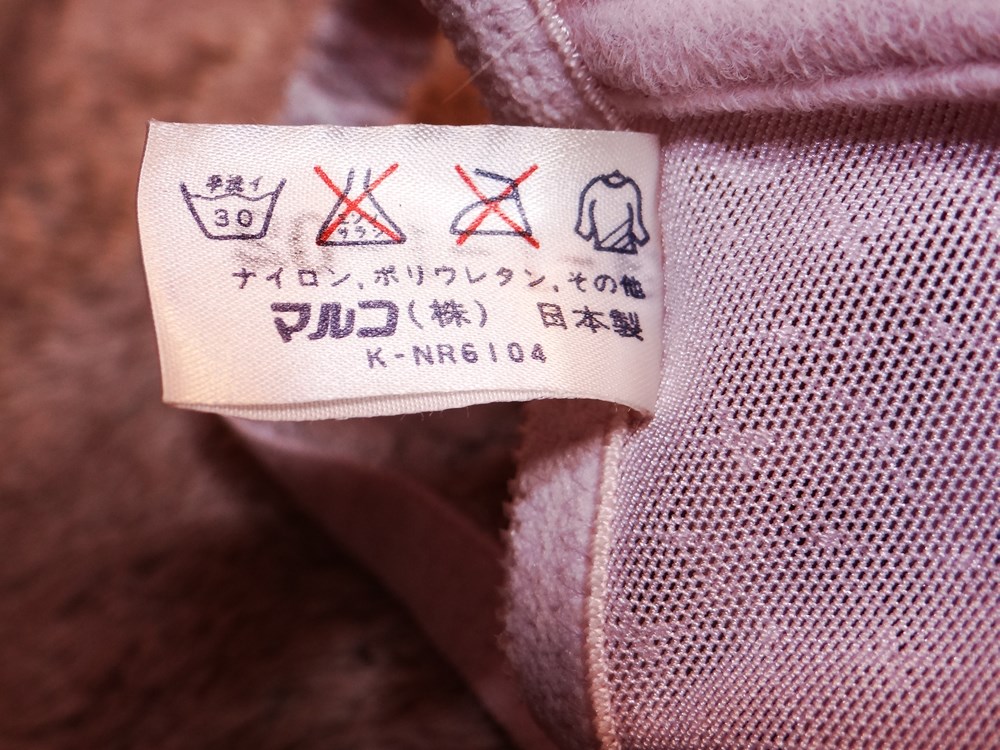 手洗イ
30
エンソ
サラシ
ナイロン,ポリウレタン,その他
マルコ(株) 日本製
K-NR6104